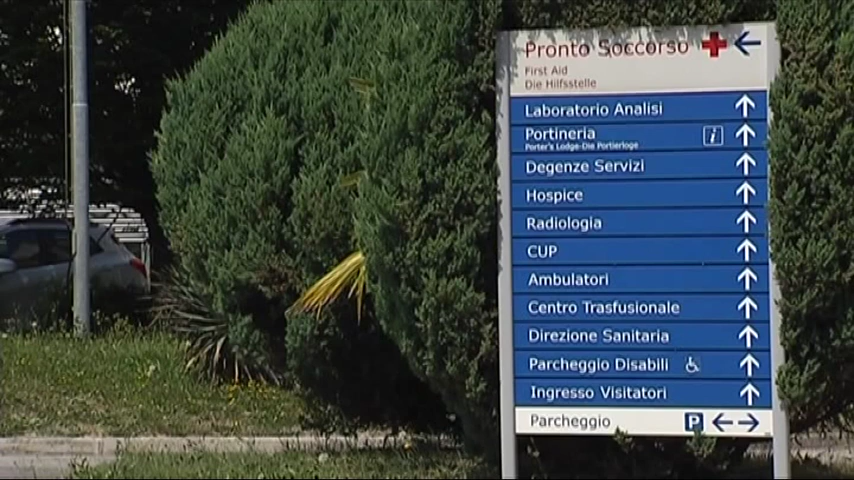 Pronto Soccorso
First Aid
Die Hilfsstelle
Laboratorio Analisi
Portineria i
Porter's Lodge-Die Portierloge
Degenze Servizi
Hospice
Radiologia
CUP
Ambulatori
Centro Trasfusionale
Direzione Sanitaria
Parcheggio Disabili
Ingresso Visitatori
Parcheggio P